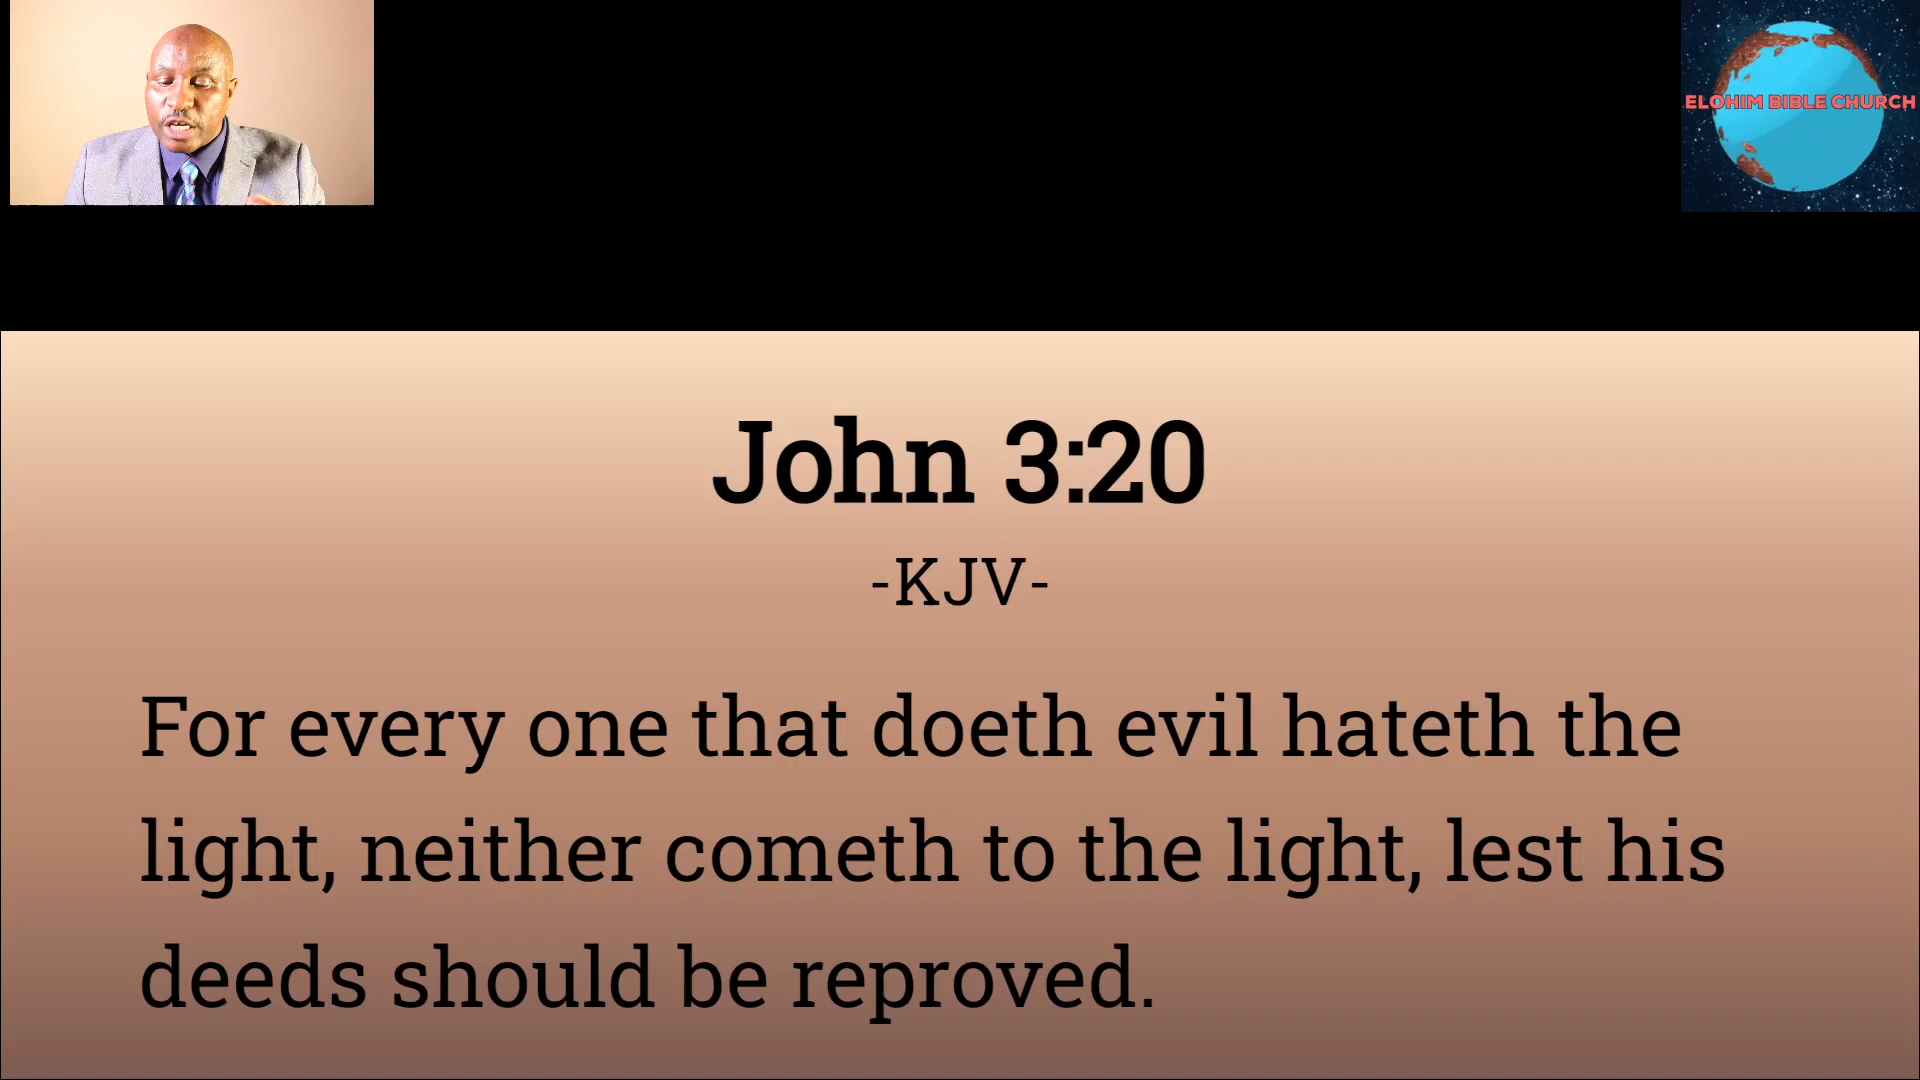 ELOHIM BIBLE CHURCH
John 3:20
-KJV-
For every one that doeth evil hateth the
light, neither cometh to the light, lest his
deeds should be reproved.